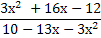 3x² + 16x − 12
10 − 13x − 3x²